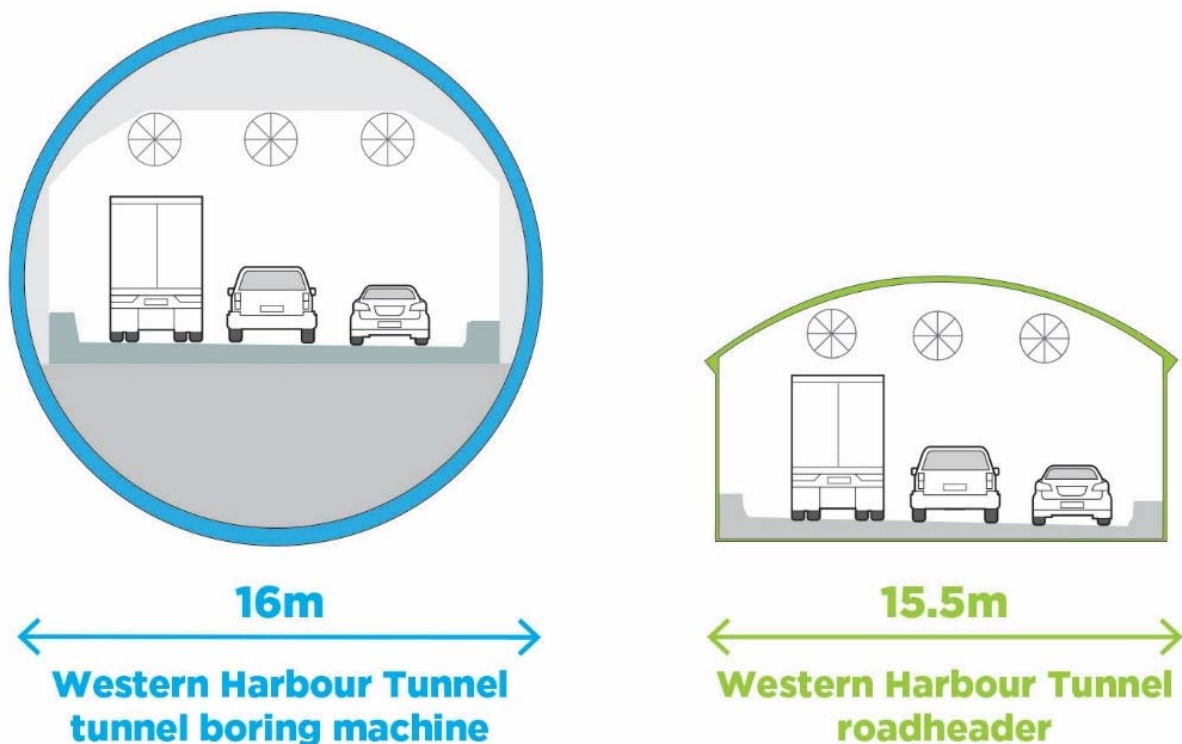 16m
Western Harbour Tunnel
tunnel boring machine
15.5m
Western Harbour Tunnel
roadheader